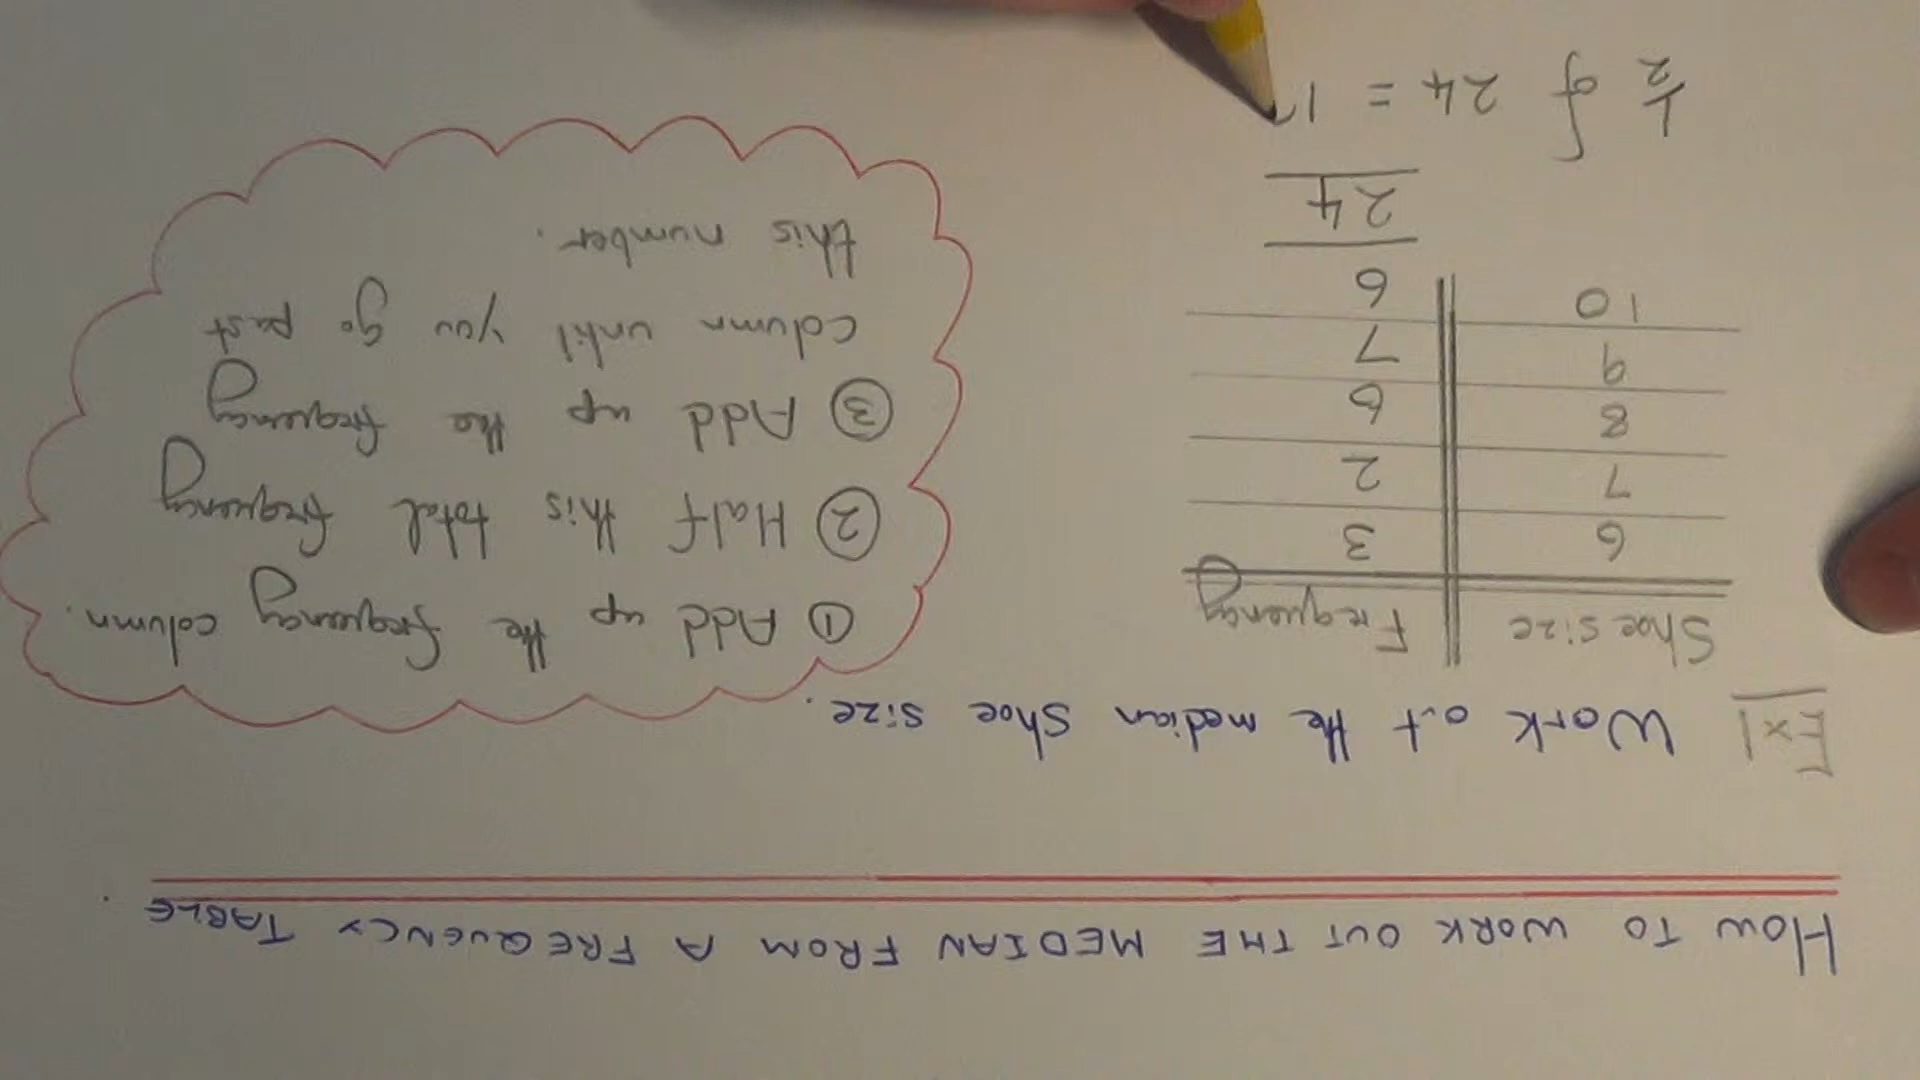 HOW TO WORK OUT THE MEDIAN FROM A FREQUENCY TABLE.
Ex1 Work out the median shoe size.
Shoe size Frequency
6 3
7 2
8 6
9 7
10 6
24
½ of 24 = 1
① Add up the frequency column.
② Half this total frequency
③ Add up the frequency
column until you go past
this number.